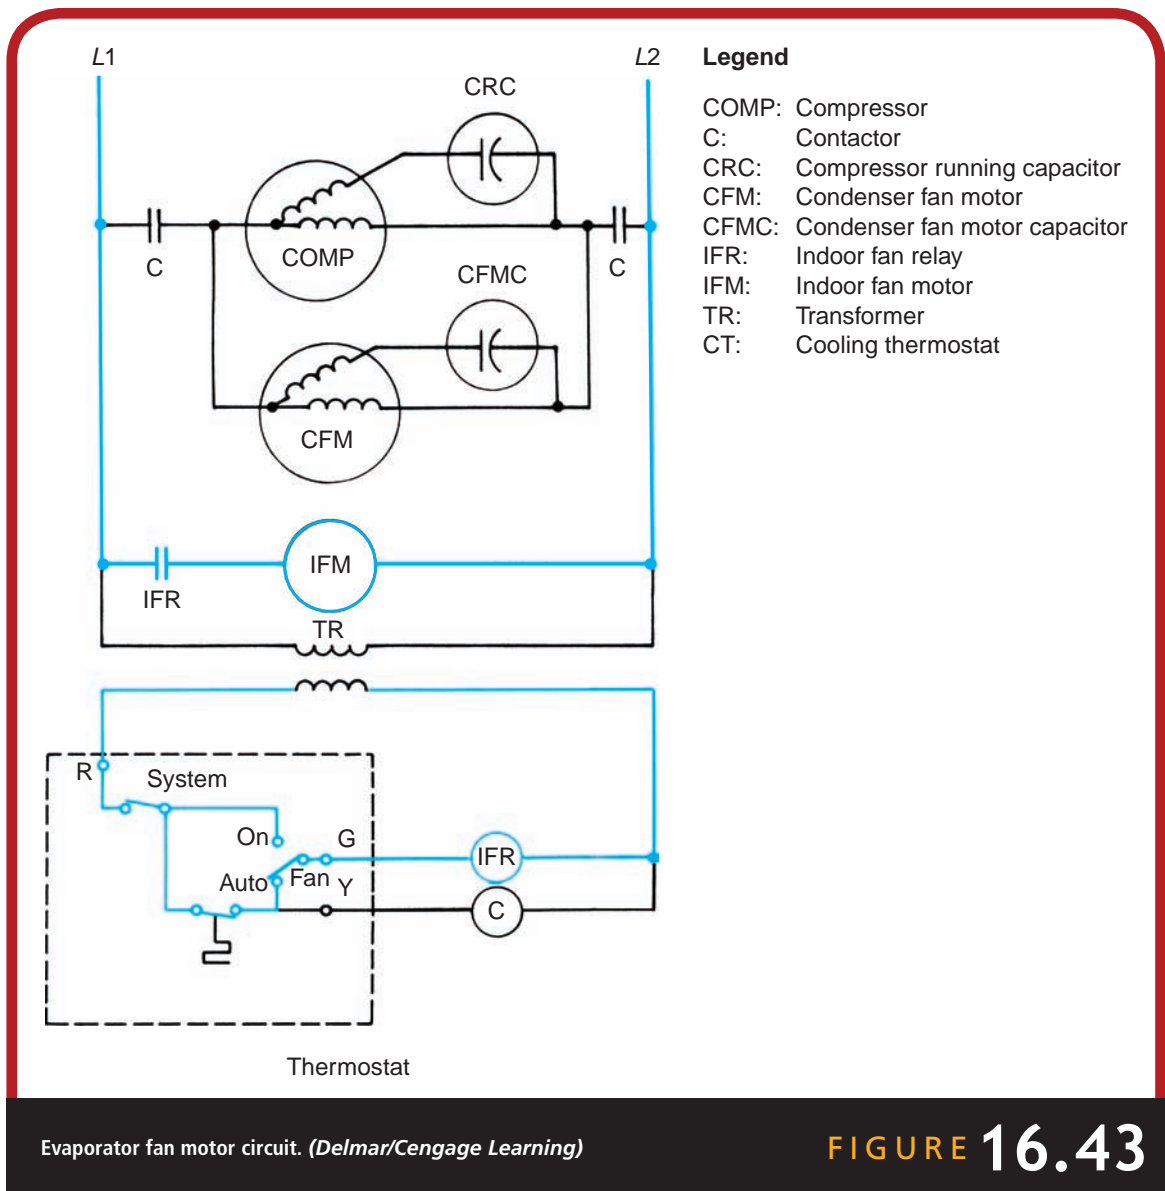 L1
L2
Legend
COMP: Compressor
C: Contactor
CRC: Compressor running capacitor
CFM: Condenser fan motor
CFMC: Condenser fan motor capacitor
IFR: Indoor fan relay
IFM: Indoor fan motor
TR: Transformer
CT: Cooling thermostat
CRC
COMP
C
C
CFMC
CFM
IFM
IFR
TR
R
System
On
G
IFR
Auto
Fan
Y
C
Thermostat
Evaporator fan motor circuit. (Delmar/Cengage Learning)
FIGURE 16.43